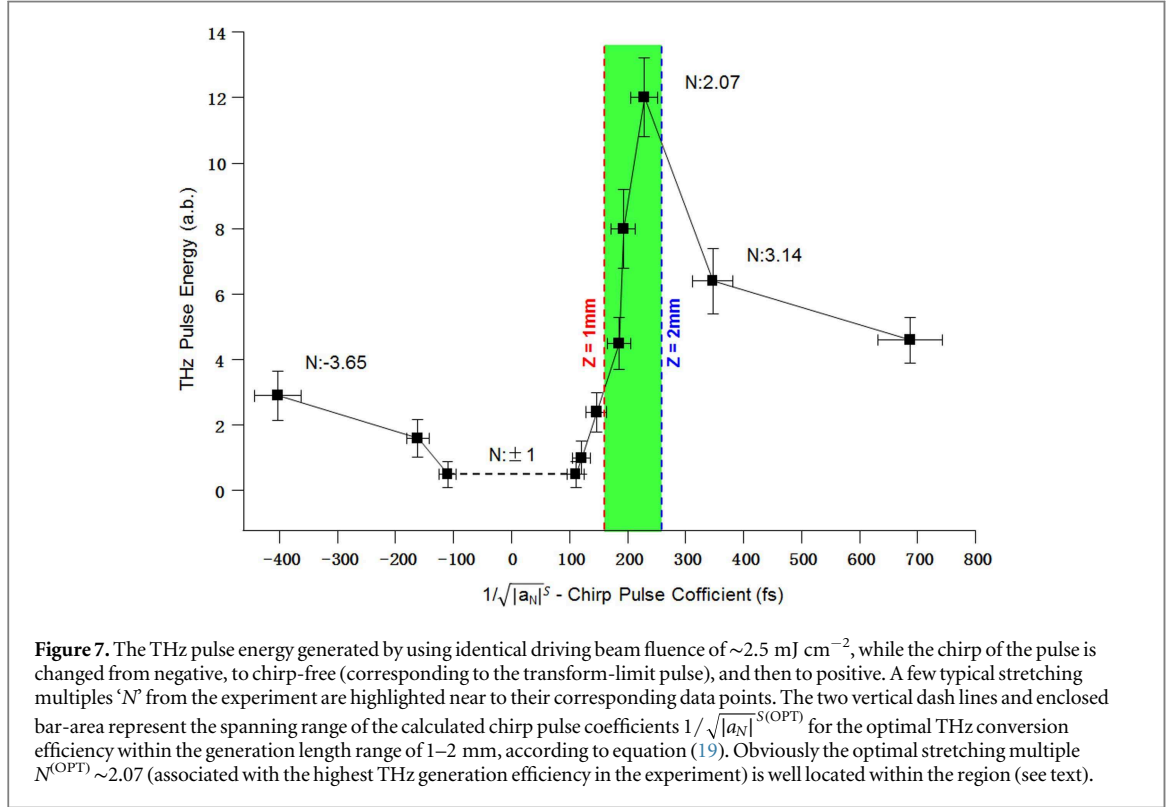 14
12
10
8
6
4
2
0
THz Pulse Energy (a.b.)
N:2.07
N:3.14
N:-3.65
N:±1
Z = 1mm
Z = 2mm
-400 -300 -200 -100 0 100 200 300 400 500 600 700 800
1/√|a_N|^S - Chirp Pulse Cofficient (fs)
Figure 7. The THz pulse energy generated by using identical driving beam fluence of ~2.5 mJ cm⁻², while the chirp of the pulse is
changed from negative, to chirp-free (corresponding to the transform-limit pulse), and then to positive. A few typical stretching
multiples ‘N’ from the experiment are highlighted near to their corresponding data points. The two vertical dash lines and enclosed
bar-area represent the spanning range of the calculated chirp pulse coefficients 1/√|a_N|^S(OPT) for the optimal THz conversion
efficiency within the generation length range of 1–2 mm, according to equation (19). Obviously the optimal stretching multiple
N^(OPT) ~2.07 (associated with the highest THz generation efficiency in the experiment) is well located within the region (see text).